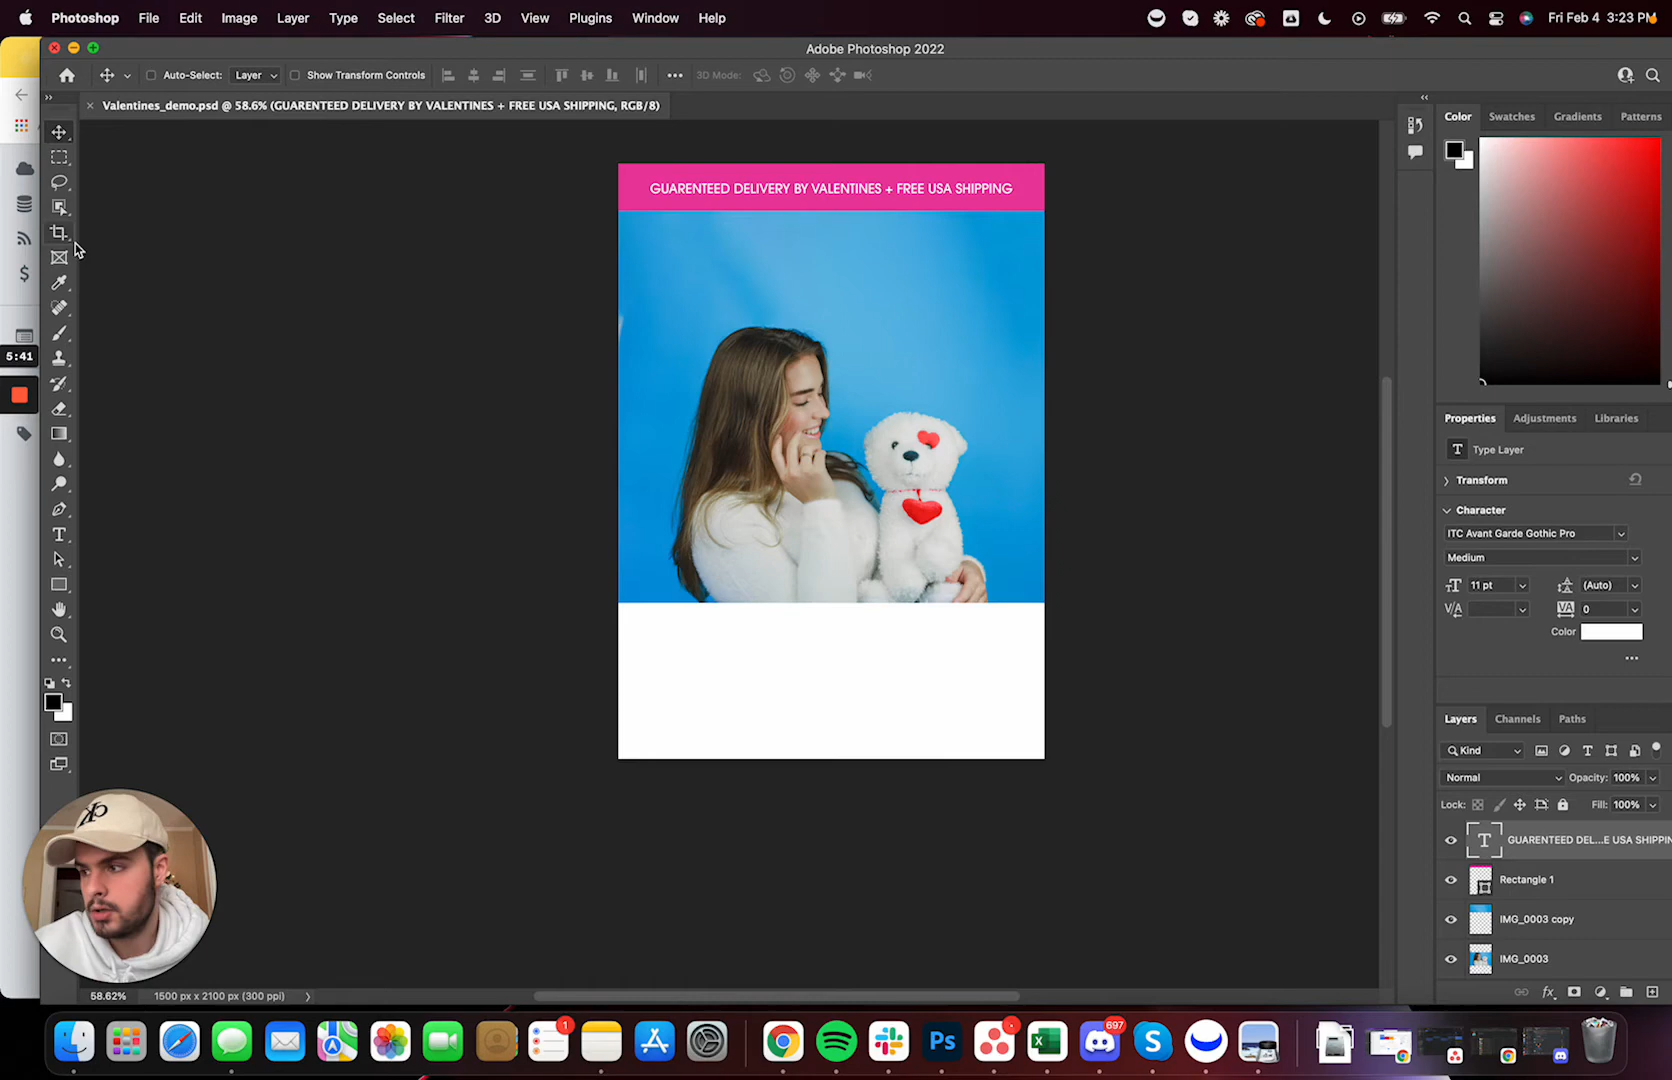 Photoshop File Edit Image Layer Type Select Filter 3D View Plugins Window Help Fri Feb 4 3:23 PM
Adobe Photoshop 2022
Auto-Select: Layer Show Transform Controls 3D Mode:
Valentines_demo.psd @ 58.6% (GUARENTEED DELIVERY BY VALENTINES + FREE USA SHIPPING, RGB/8)
Color Swatches Gradients Patterns
GUARENTEED DELIVERY BY VALENTINES + FREE USA SHIPPING
5:41
Properties Adjustments Libraries
T Type Layer
Transform
Character
ITC Avant Garde Gothic Pro
Medium
11 pt (Auto)
0
Color
Layers Channels Paths
Kind
Normal Opacity: 100%
Lock: Fill: 100%
GUARENTEED DEL...E USA SHIPPIN
Rectangle 1
IMG_0003 copy
IMG_0003
58.62% 1500 px x 2100 px (300 ppi)
1
697
Ps